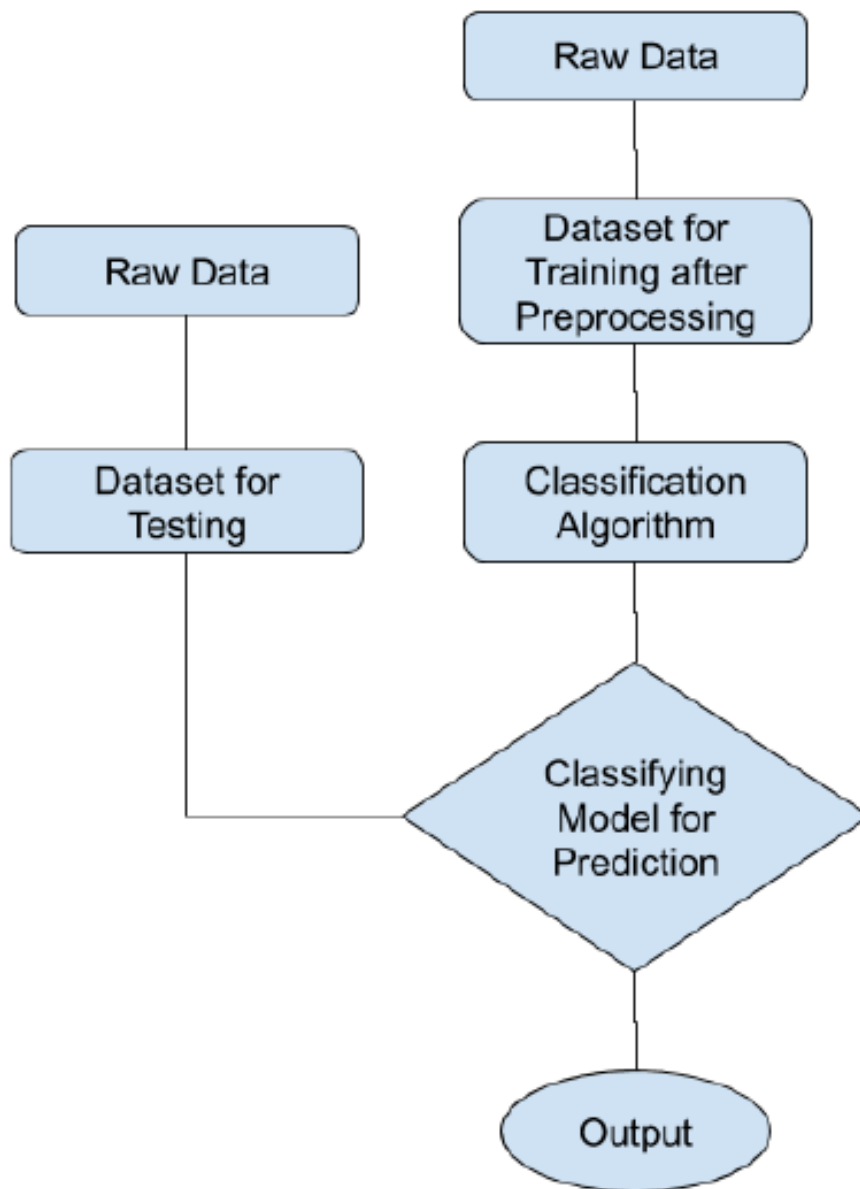 Raw Data
Dataset for
Training after
Preprocessing
Raw Data
Dataset for
Testing
Classification
Algorithm
Classifying
Model for
Prediction
Output